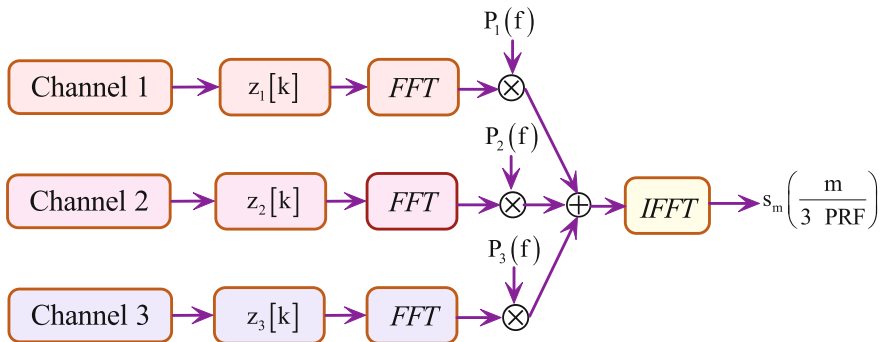 P₁(f)
Channel 1 z₁[k] FFT ⊗
P₂(f)
Channel 2 z₂[k] FFT ⊗ ⊕ IFFT sₘ(m / 3 PRF)
P₃(f)
Channel 3 z₃[k] FFT ⊗